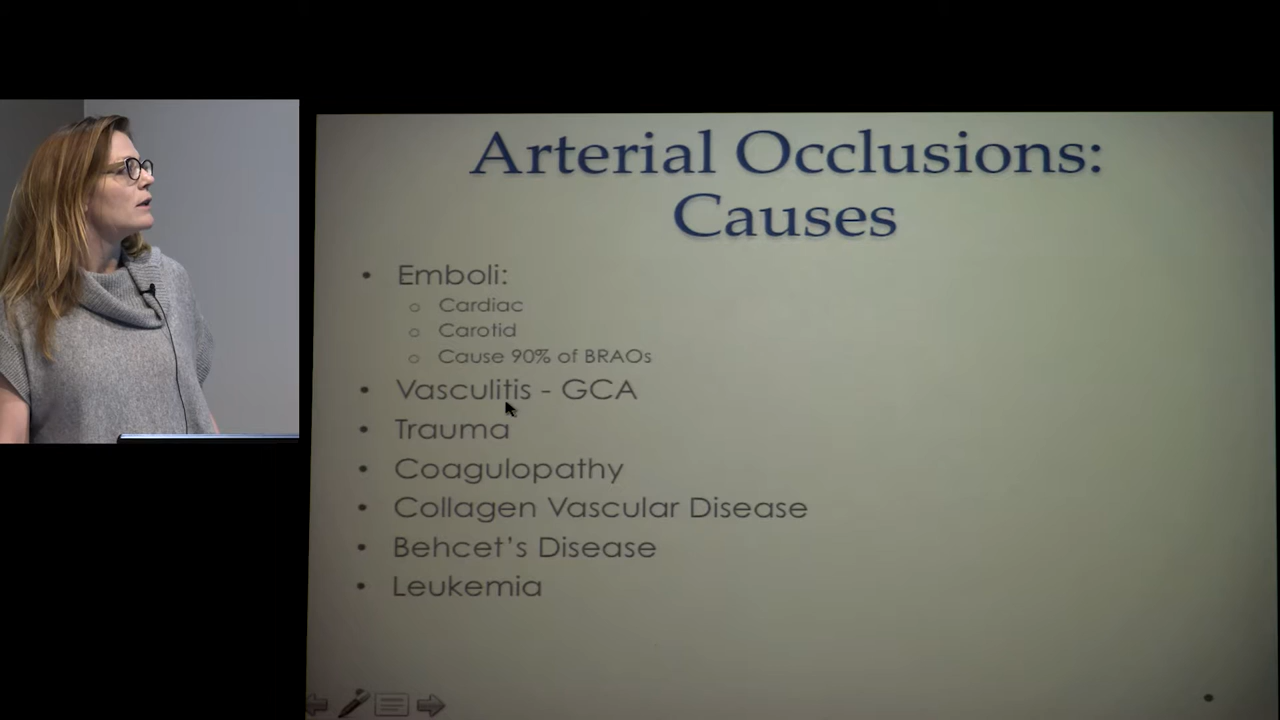 Arterial Occlusions:
Causes
• Emboli:
o Cardiac
o Carotid
o Cause 90% of BRAOs
• Vasculitis - GCA
• Trauma
• Coagulopathy
• Collagen Vascular Disease
• Behcet's Disease
• Leukemia